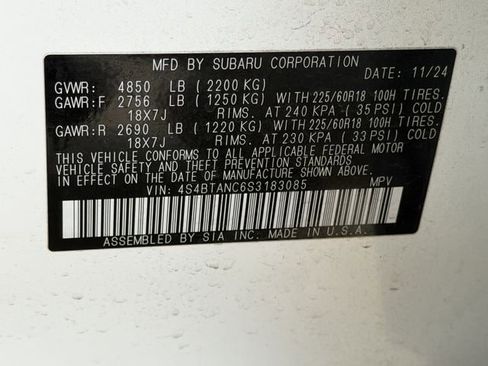 MFD BY SUBARU CORPORATION
DATE: 11/24
GVWR: 4850 LB (2200 KG)
GAWR:F 2756 LB (1250 KG) WITH 225/60R18 100H TIRES.
18X7J RIMS. AT 240 KPA (35 PSI) COLD
GAWR:R 2690 LB (1220 KG) WITH 225/60R18 100H TIRES.
18X7J RIMS. AT 230 KPA (33 PSI) COLD
THIS VEHICLE CONFORMS TO ALL APPLICABLE FEDERAL MOTOR
VEHICLE SAFETY AND THEFT PREVENTION STANDARDS
IN EFFECT ON THE DATE OF MANUFACTURE SHOWN ABOVE.
VIN: 4S4BTANC6S3183085 MPV
ASSEMBLED BY SIA INC. MADE IN U.S.A.